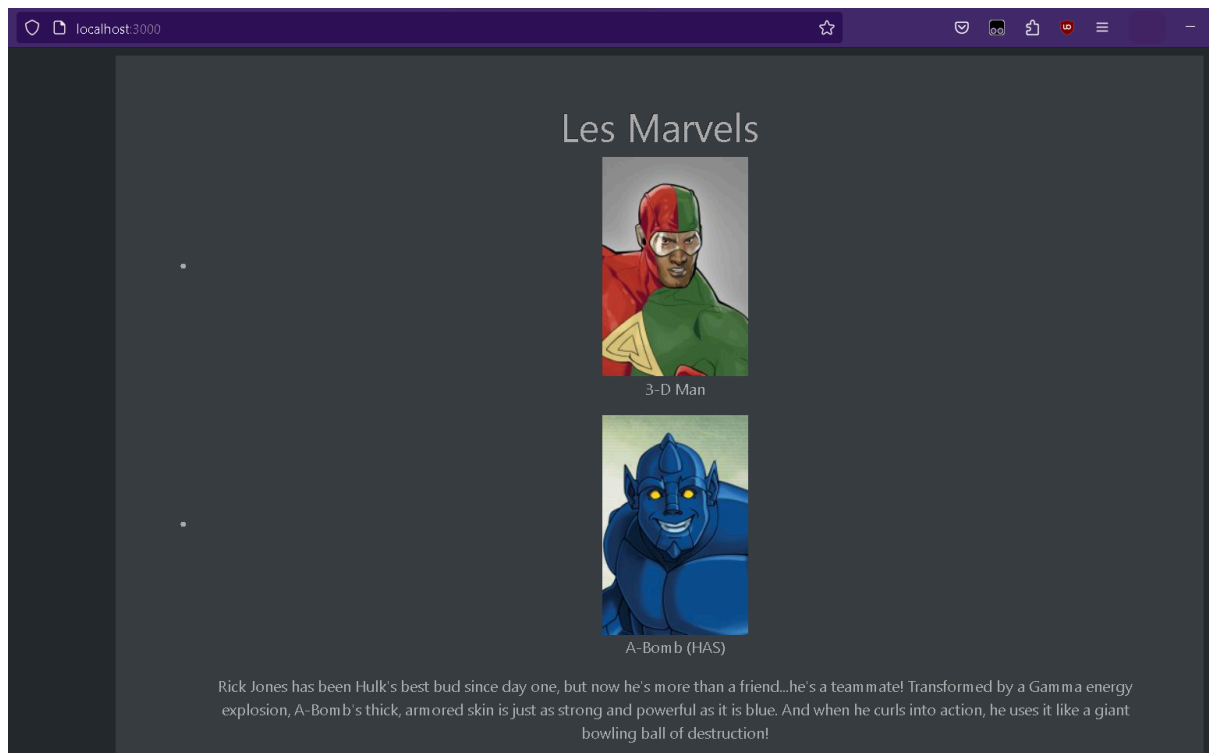 localhost:3000
Les Marvels
3-D Man
A-Bomb (HAS)
Rick Jones has been Hulk's best bud since day one, but now he's more than a friend...he's a teammate! Transformed by a Gamma energy
explosion, A-Bomb's thick, armored skin is just as strong and powerful as it is blue. And when he curls into action, he uses it like a giant
bowling ball of destruction!